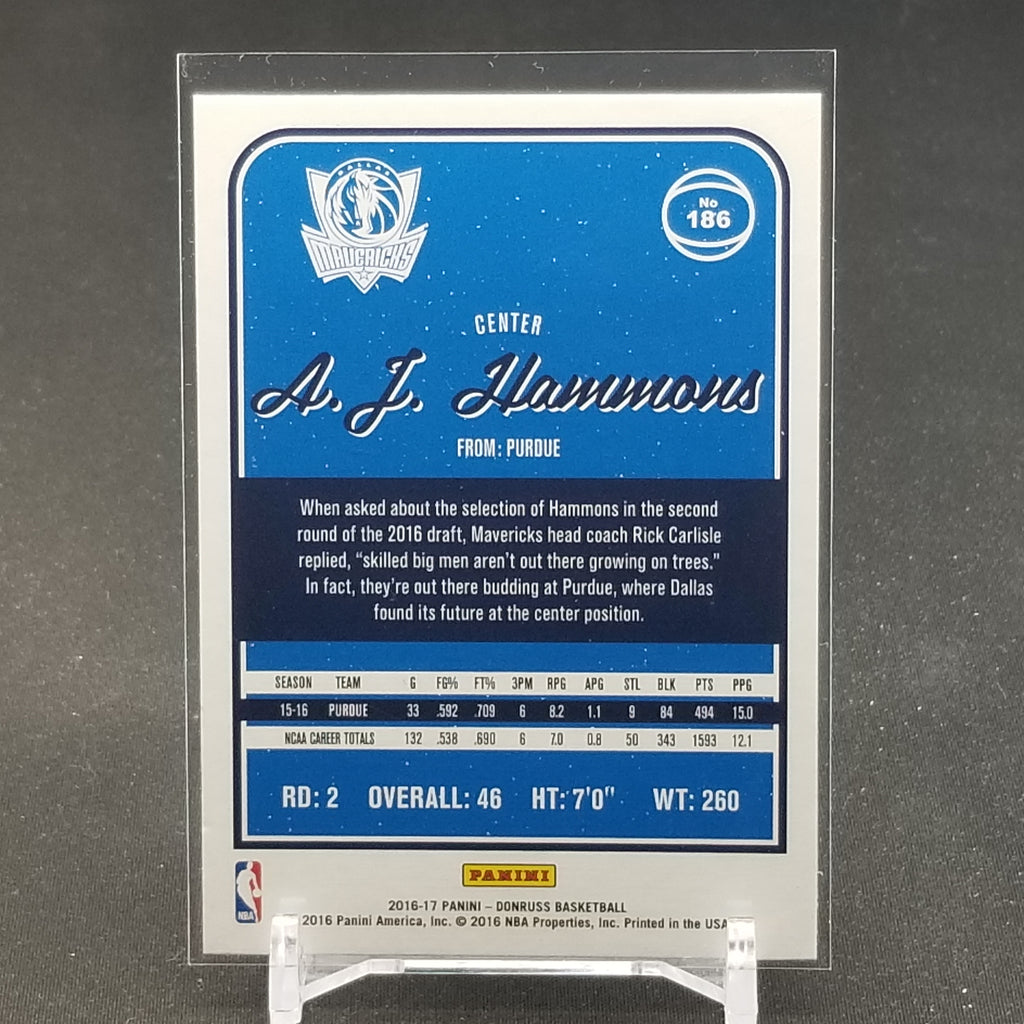 DALLAS
MAVERICKS
No
186
CENTER
A. J. Hammons
FROM: PURDUE
When asked about the selection of Hammons in the second
round of the 2016 draft, Mavericks head coach Rick Carlisle
replied, “skilled big men aren’t out there growing on trees.”
In fact, they’re out there budding at Purdue, where Dallas
found its future at the center position.
SEASON TEAM G FG% FT% 3PM RPG APG STL BLK PTS PPG
15-16 PURDUE 33 .592 .709 6 8.2 1.1 9 84 494 15.0
NCAA CAREER TOTALS 132 .538 .690 6 7.0 0.8 50 343 1593 12.1
RD: 2 OVERALL: 46 HT: 7'0" WT: 260
PANINI
NBA
2016-17 PANINI – DONRUSS BASKETBALL
2016 Panini America, Inc. © 2016 NBA Properties, Inc. Printed in the USA